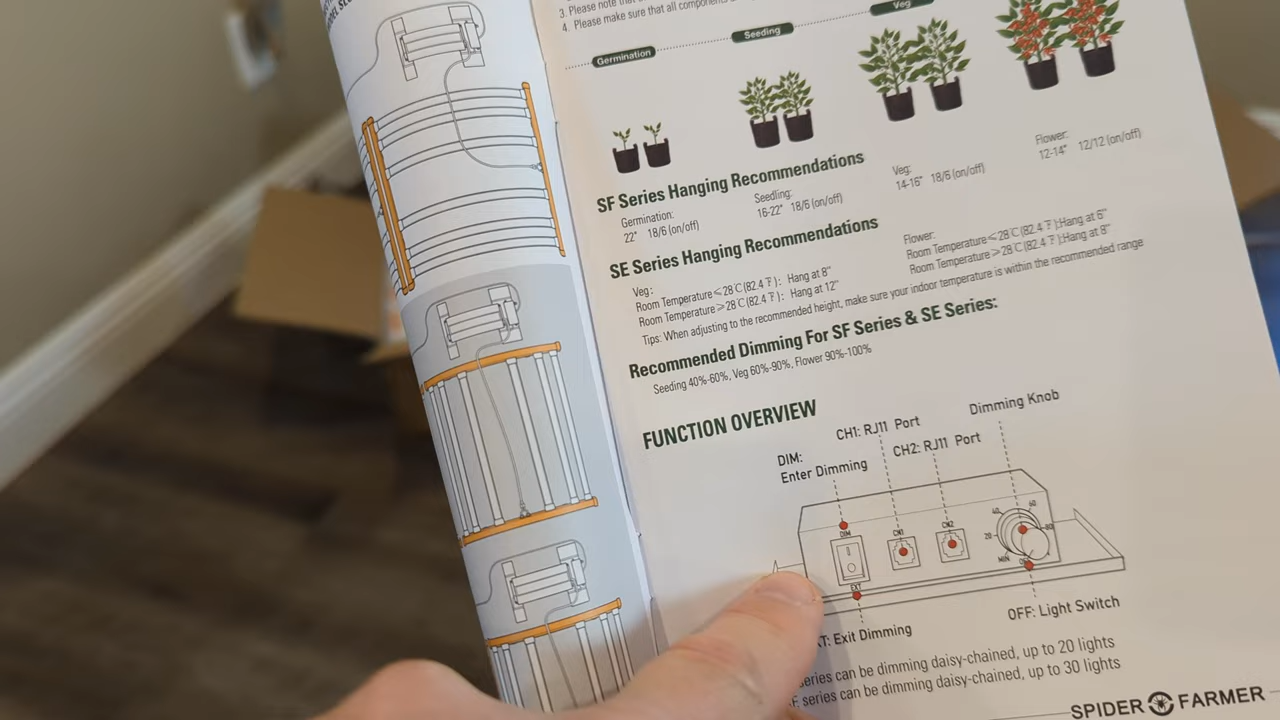 3. Please note that
4. Please make sure that all components
Germination
Seeding
Veg
SF Series Hanging Recommendations
Germination:
22" 18/6 (on/off)
Seedling:
16-22" 18/6 (on/off)
Veg:
14-16" 18/6 (on/off)
Flower:
12-14" 12/12 (on/off)
SE Series Hanging Recommendations
Veg:
Room Temperature≤28℃(82.4℉): Hang at 8"
Room Temperature>28℃(82.4℉): Hang at 12"
Flower:
Room Temperature≤28℃(82.4℉):Hang at 6"
Room Temperature>28℃(82.4℉):Hang at 8"
Tips: When adjusting to the recommended height, make sure your indoor temperature is within the recommended range
Recommended Dimming For SF Series & SE Series:
Seeding 40%-60%, Veg 60%-90%, Flower 90%-100%
FUNCTION OVERVIEW
DIM:
Enter Dimming
CH1: RJ11 Port
CH2: RJ11 Port
Dimming Knob
DIM
EXT
CH1
CH2
MIN
20
40
60
80
OFF
T: Exit Dimming
OFF: Light Switch
series can be dimming daisy-chained, up to 20 lights
series can be dimming daisy-chained, up to 30 lights
SPIDER FARMER